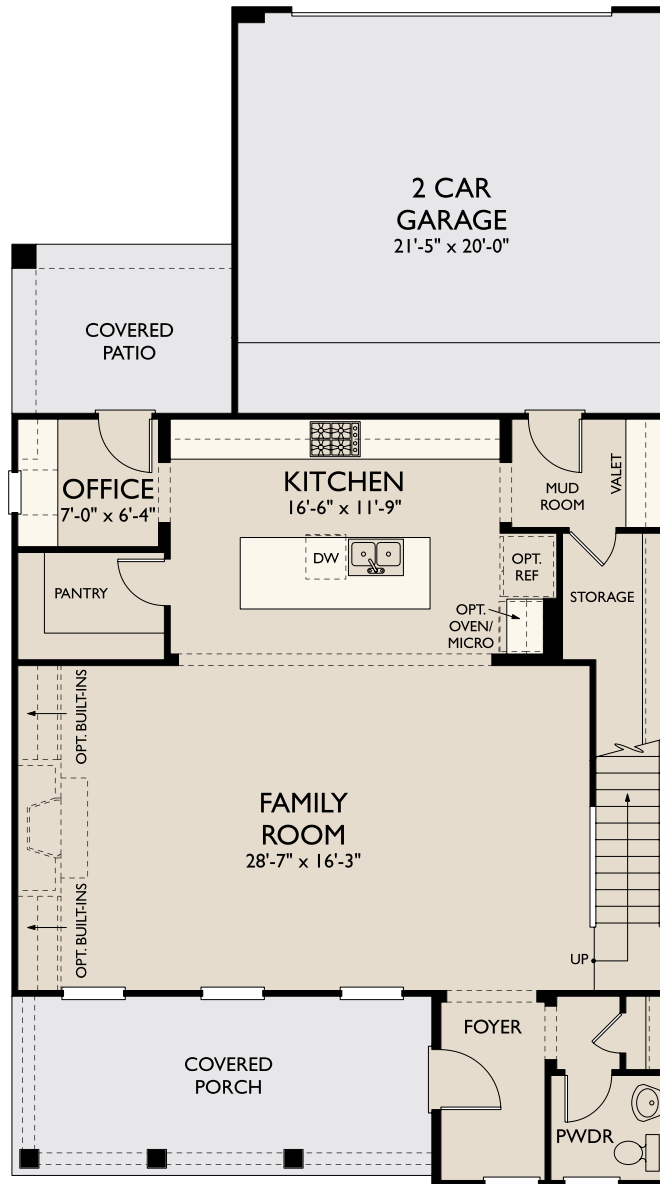 2 CAR
GARAGE
21'-5" x 20'-0"
COVERED
PATIO
OFFICE
7'-0" x 6'-4"
KITCHEN
16'-6" x 11'-9"
MUD
ROOM
VALET
DW
OPT.
REF
PANTRY
STORAGE
OPT.
OVEN/
MICRO
OPT. BUILT-INS
FAMILY
ROOM
28'-7" x 16'-3"
OPT. BUILT-INS
UP
FOYER
COVERED
PORCH
PWDR